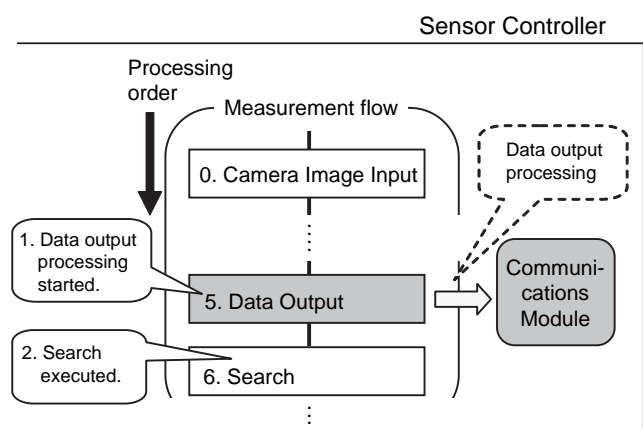 Sensor Controller
Processing
order
Measurement flow
0. Camera Image Input
Data output
processing
1. Data output
processing
started.
5. Data Output
Communi-
cations
Module
2. Search
executed.
6. Search